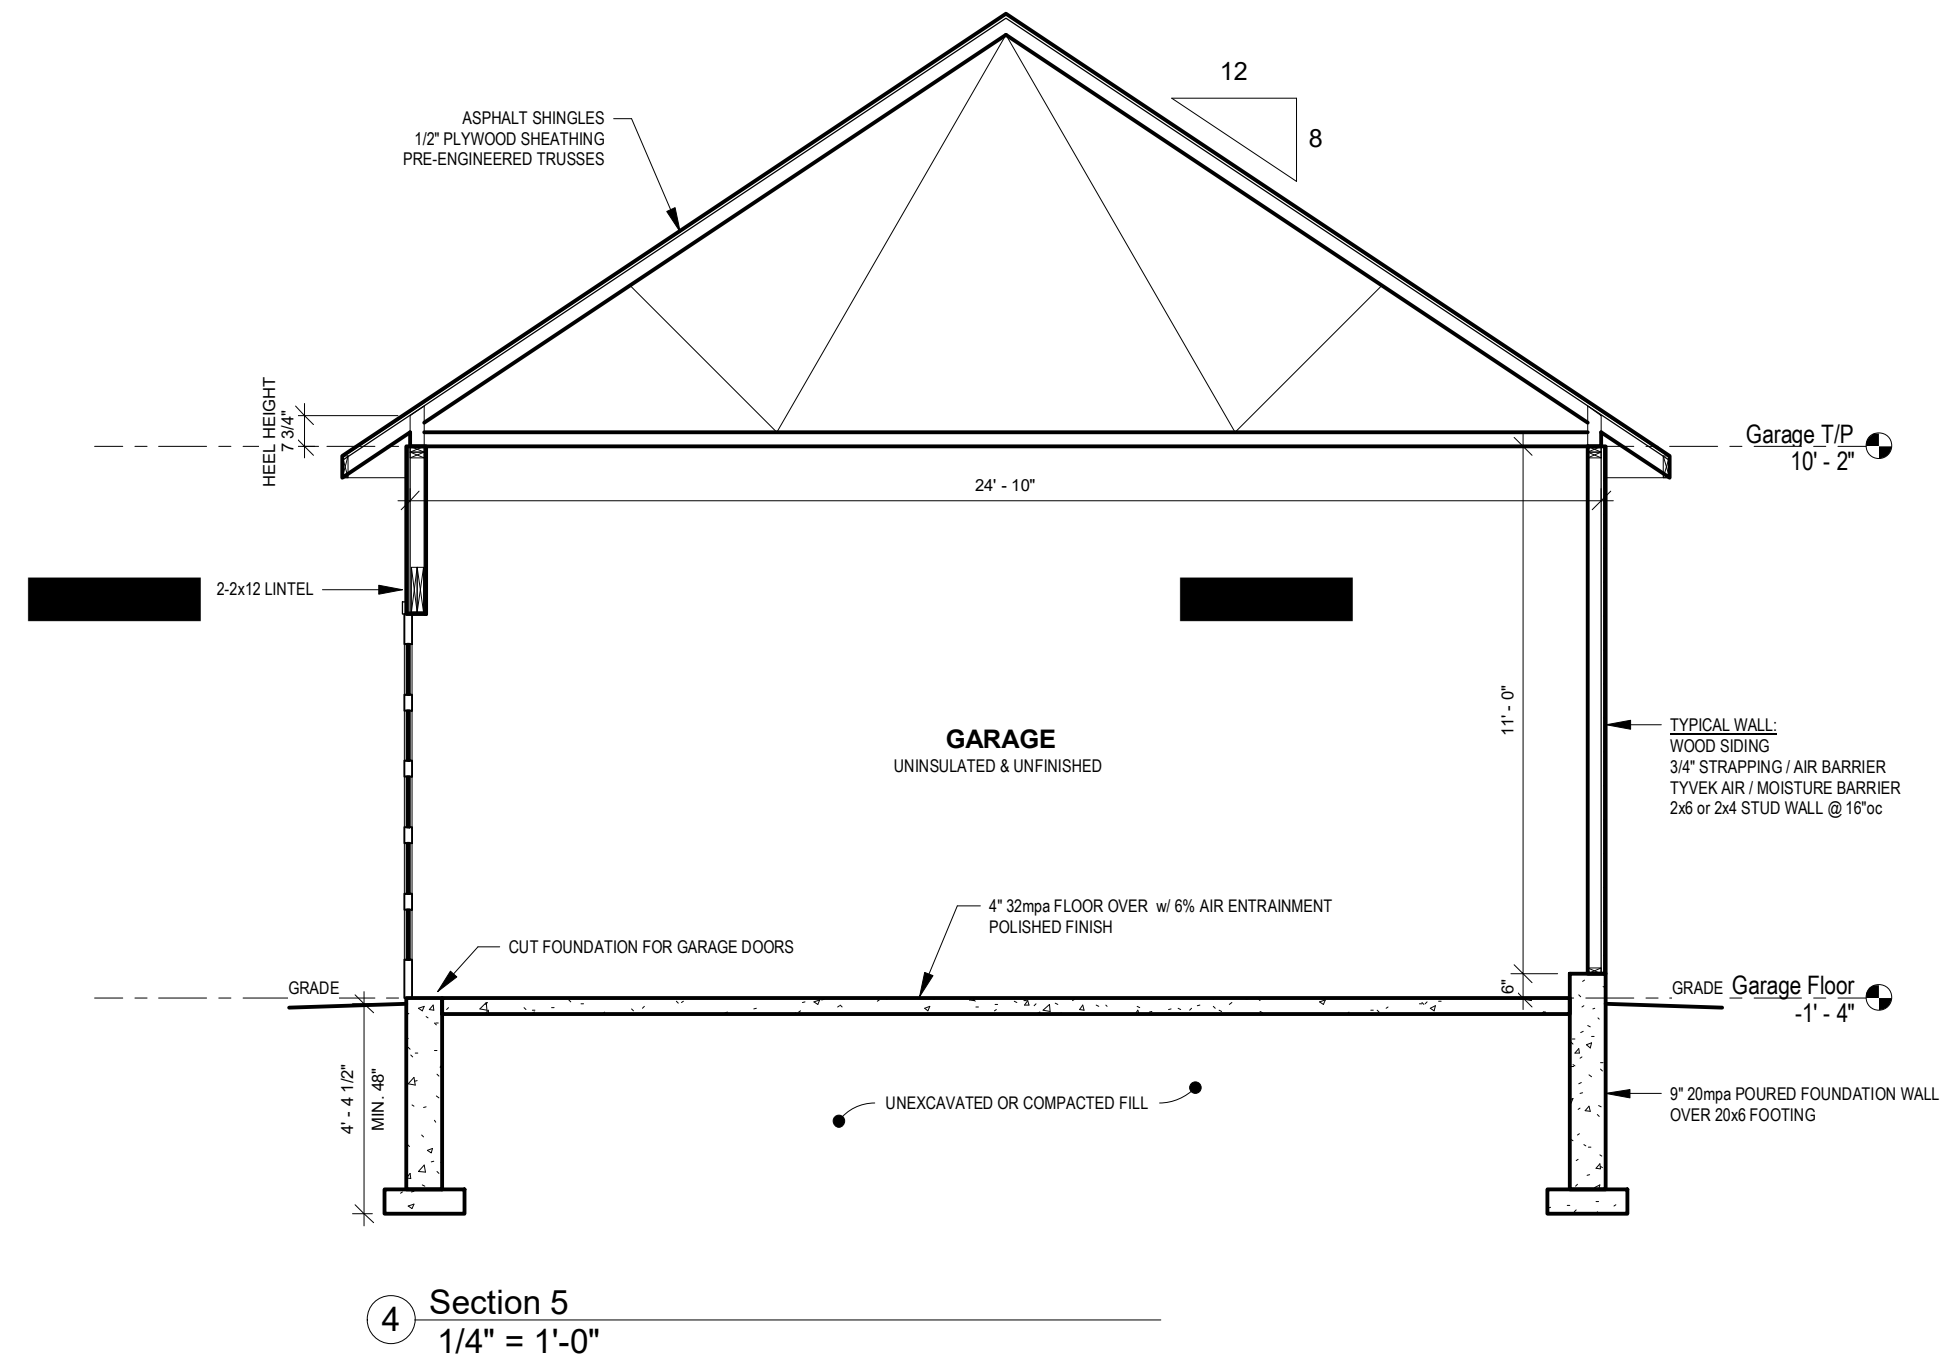 12
8
ASPHALT SHINGLES
1/2" PLYWOOD SHEATHING
PRE-ENGINEERED TRUSSES
HEEL HEIGHT
7 3/4"
Garage T/P
10' - 2"
24' - 10"
2-2x12 LINTEL
11' - 0"
GARAGE
UNINSULATED & UNFINISHED
TYPICAL WALL:
WOOD SIDING
3/4" STRAPPING / AIR BARRIER
TYVEK AIR / MOISTURE BARRIER
2x6 or 2x4 STUD WALL @ 16"oc
4" 32mpa FLOOR OVER w/ 6% AIR ENTRAINMENT
POLISHED FINISH
CUT FOUNDATION FOR GARAGE DOORS
GRADE
6"
GRADE
Garage Floor
-1' - 4"
4' - 4 1/2"
MIN. 48"
UNEXCAVATED OR COMPACTED FILL
9" 20mpa POURED FOUNDATION WALL
OVER 20x6 FOOTING
4
Section 5
1/4" = 1'-0"